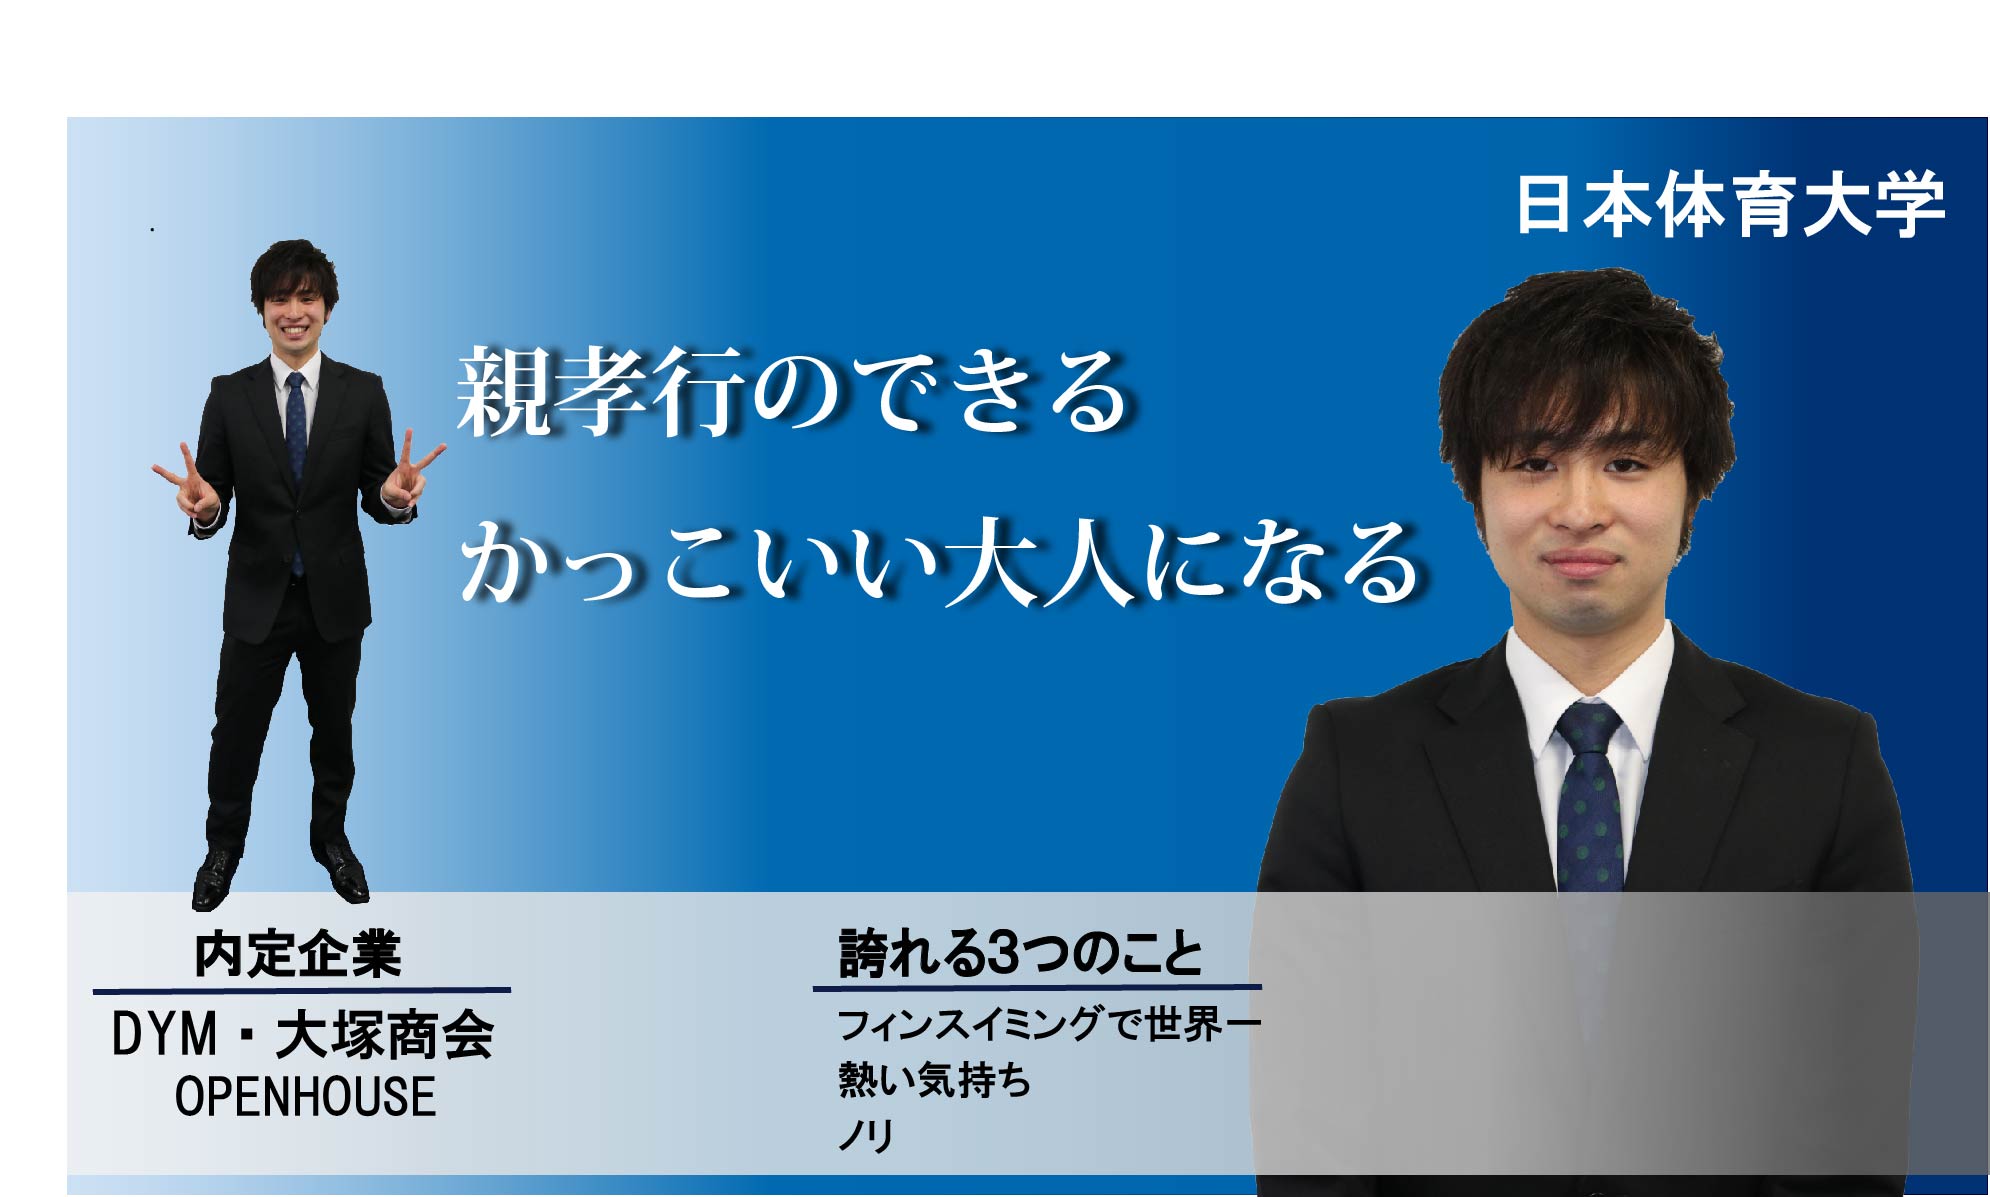 日本体育大学
親孝行のできる
かっこいい大人になる
内定企業
DYM・大塚商会
OPENHOUSE
誇れる3つのこと
フィンスイミングで世界一
熱い気持ち
ノリ